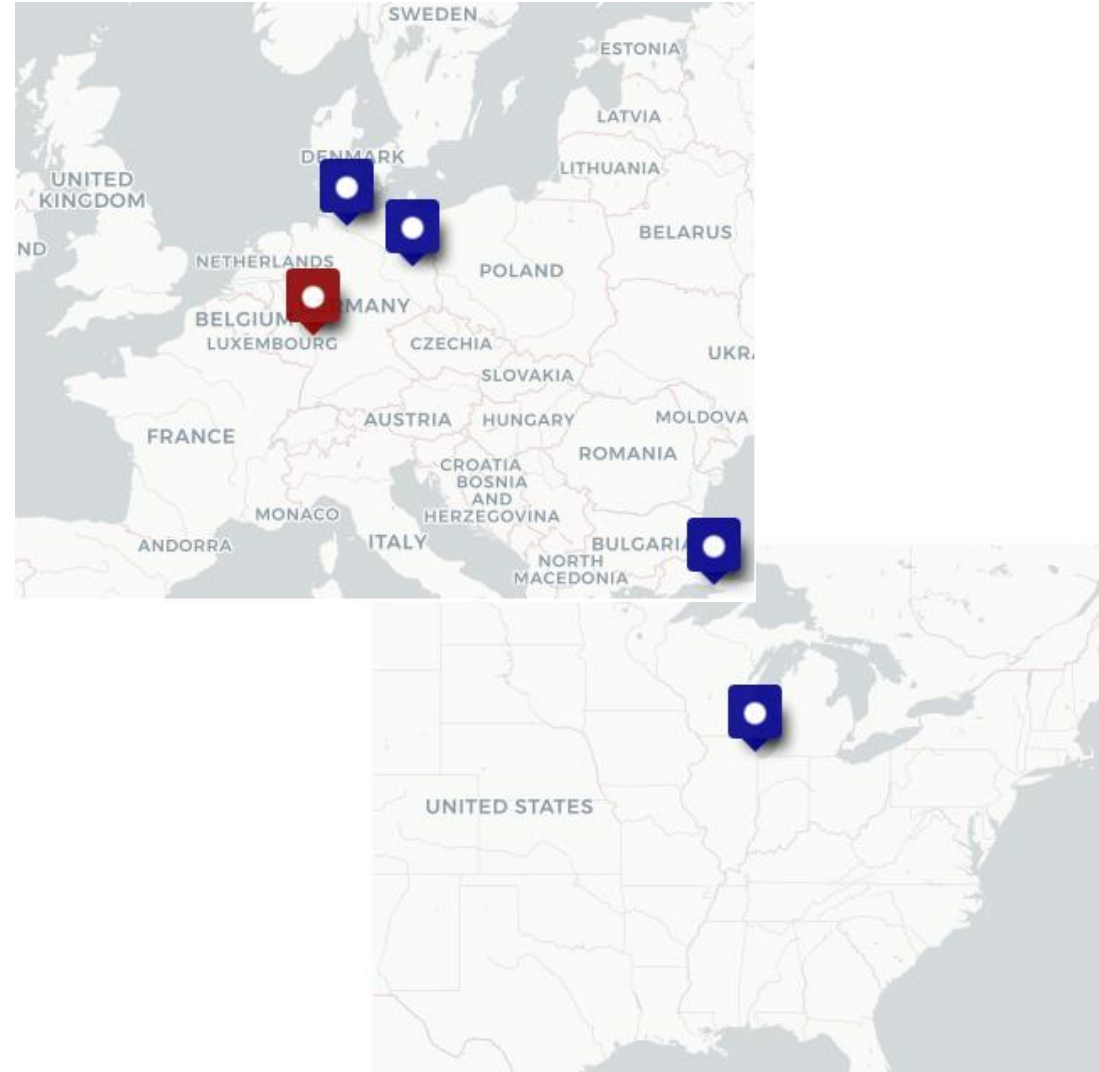 SWEDEN
ESTONIA
LATVIA
DENMARK
LITHUANIA
UNITED
KINGDOM
BELARUS
ND
NETHERLANDS
POLAND
MANY
BELGIUM
LUXEMBOURG
CZECHIA
UKR
SLOVAKIA
AUSTRIA
HUNGARY
MOLDOVA
FRANCE
ROMANIA
CROATIA
BOSNIA
AND
HERZEGOVINA
MONACO
ITALY
ANDORRA
BULGARI
NORTH
MACEDONIA
UNITED STATES